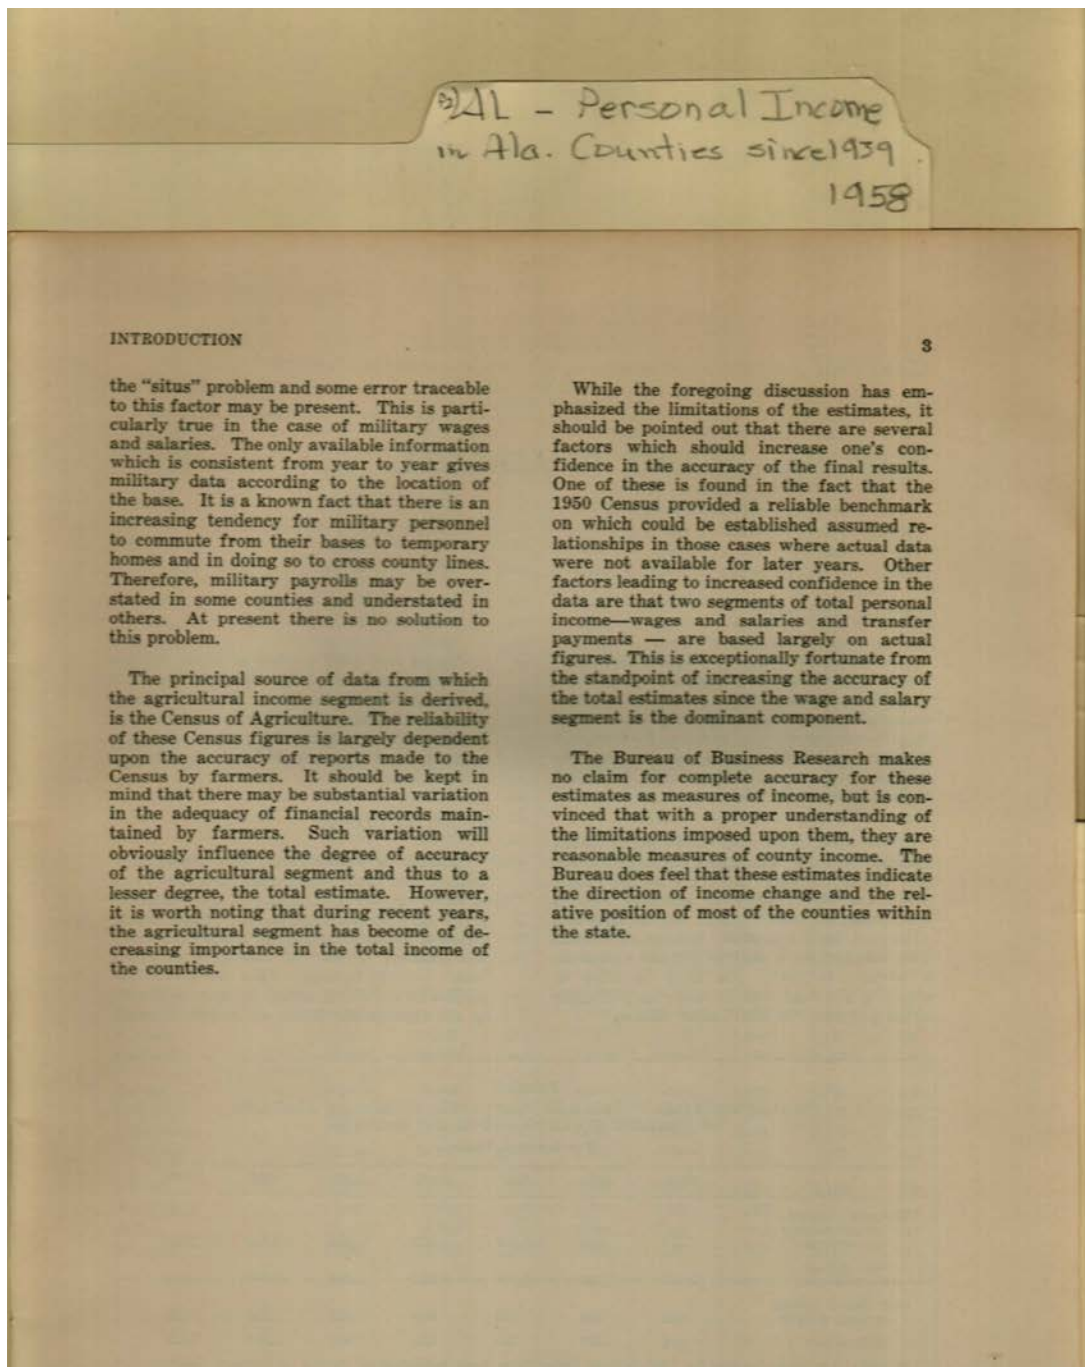 AL - Personal Income
in Ala. Counties since 1939
1958
INTRODUCTION
3
the “situs” problem and some error traceable
to this factor may be present. This is parti-
cularly true in the case of military wages
and salaries. The only available information
which is consistent from year to year gives
military data according to the location of
the base. It is a known fact that there is an
increasing tendency for military personnel
to commute from their bases to temporary
homes and in doing so to cross county lines.
Therefore, military payrolls may be over-
stated in some counties and understated in
others. At present there is no solution to
this problem.
The principal source of data from which
the agricultural income segment is derived,
is the Census of Agriculture. The reliability
of these Census figures is largely dependent
upon the accuracy of reports made to the
Census by farmers. It should be kept in
mind that there may be substantial variation
in the adequacy of financial records main-
tained by farmers. Such variation will
obviously influence the degree of accuracy
of the agricultural segment and thus to a
lesser degree, the total estimate. However,
it is worth noting that during recent years,
the agricultural segment has become of de-
creasing importance in the total income of
the counties.
While the foregoing discussion has em-
phasized the limitations of the estimates, it
should be pointed out that there are several
factors which should increase one's con-
fidence in the accuracy of the final results.
One of these is found in the fact that the
1950 Census provided a reliable benchmark
on which could be established assumed re-
lationships in those cases where actual data
were not available for later years. Other
factors leading to increased confidence in the
data are that two segments of total personal
income—wages and salaries and transfer
payments — are based largely on actual
figures. This is exceptionally fortunate from
the standpoint of increasing the accuracy of
the total estimates since the wage and salary
segment is the dominant component.
The Bureau of Business Research makes
no claim for complete accuracy for these
estimates as measures of income, but is con-
vinced that with a proper understanding of
the limitations imposed upon them, they are
reasonable measures of county income. The
Bureau does feel that these estimates indicate
the direction of income change and the rel-
ative position of most of the counties within
the state.